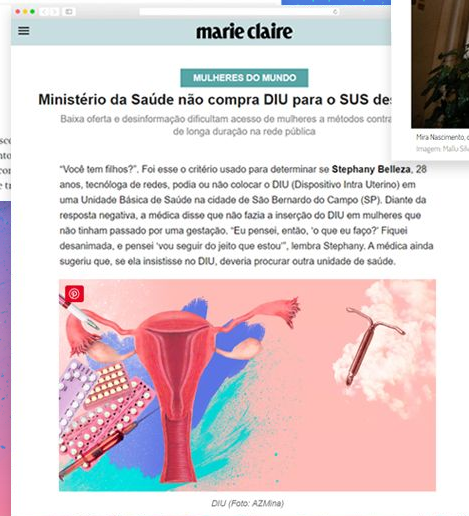 marie claire
MULHERES DO MUNDO
Ministério da Saúde não compra DIU para o SUS
Baixa oferta e desinformação dificultam acesso de mulheres a métodos
de longa duração na rede pública
“Você tem filhos?”. Foi esse o critério usado para determinar se Stephany Belleza, 28
anos, tecnóloga de redes, podia ou não colocar o DIU (Dispositivo Intra Uterino) em
uma Unidade Básica de Saúde na cidade de São Bernardo do Campo (SP). Diante da
resposta negativa, a médica disse que não fazia a inserção do DIU em mulheres que
não tinham passado por uma gestação. “Eu pensei, então, ‘o que eu faço?’ Fiquei
desanimada, e pensei ‘vou seguir do jeito que estou’”, lembra Stephany. A médica ainda
sugeriu que, se ela insistisse no DIU, deveria procurar outra unidade de saúde.
DIU (Foto: AZMina)
Mira Nascimento,
Imagem: Mallu